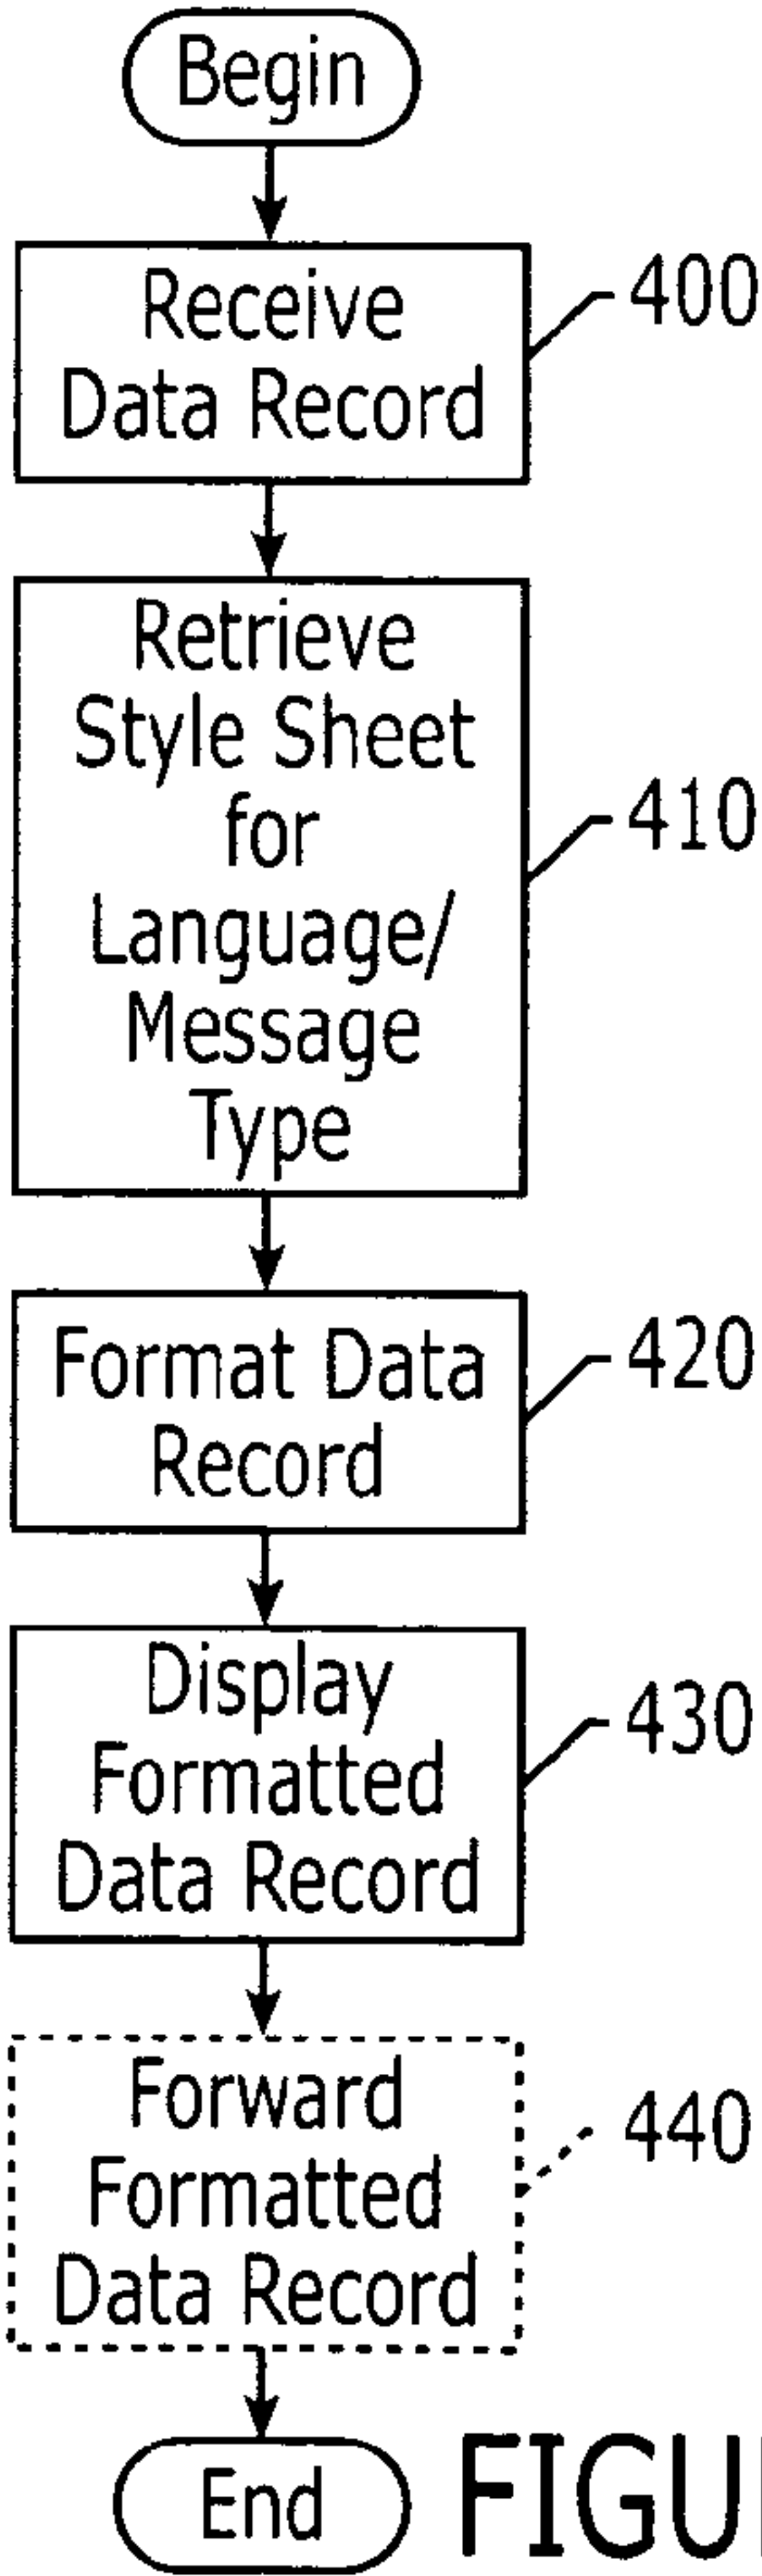 Begin
Receive
Data Record
400
Retrieve
Style Sheet
for
Language/
Message
Type
410
Format Data
Record
420
Display
Formatted
Data Record
430
Forward
Formatted
Data Record
440
End